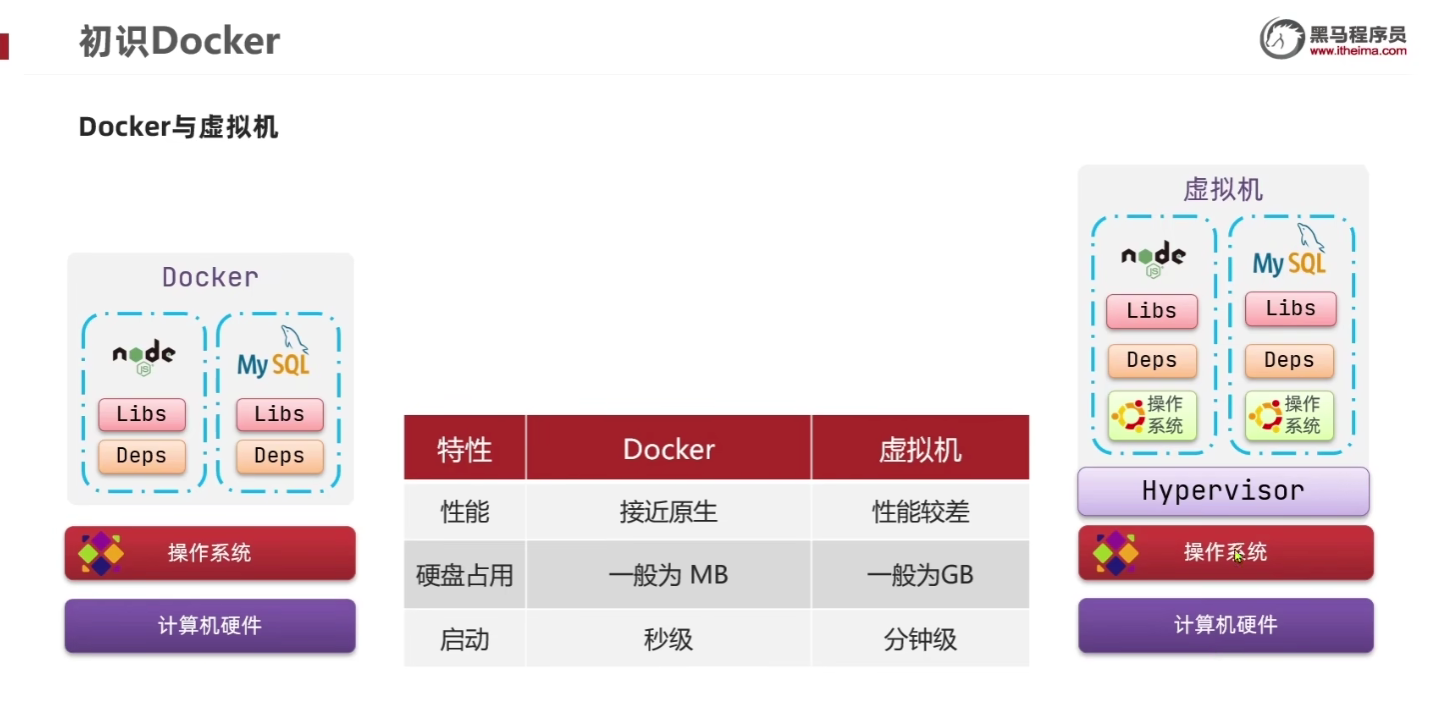 初识Docker
黑马程序员
www.itheima.com
Docker与虚拟机
Docker
node
JS
MySQL
Libs
Libs
Deps
Deps
操作系统
计算机硬件
特性 Docker 虚拟机
性能 接近原生 性能较差
硬盘占用 一般为 MB 一般为GB
启动 秒级 分钟级
虚拟机
node
JS
MySQL
Libs
Libs
Deps
Deps
操作
系统
操作
系统
Hypervisor
操作系统
计算机硬件